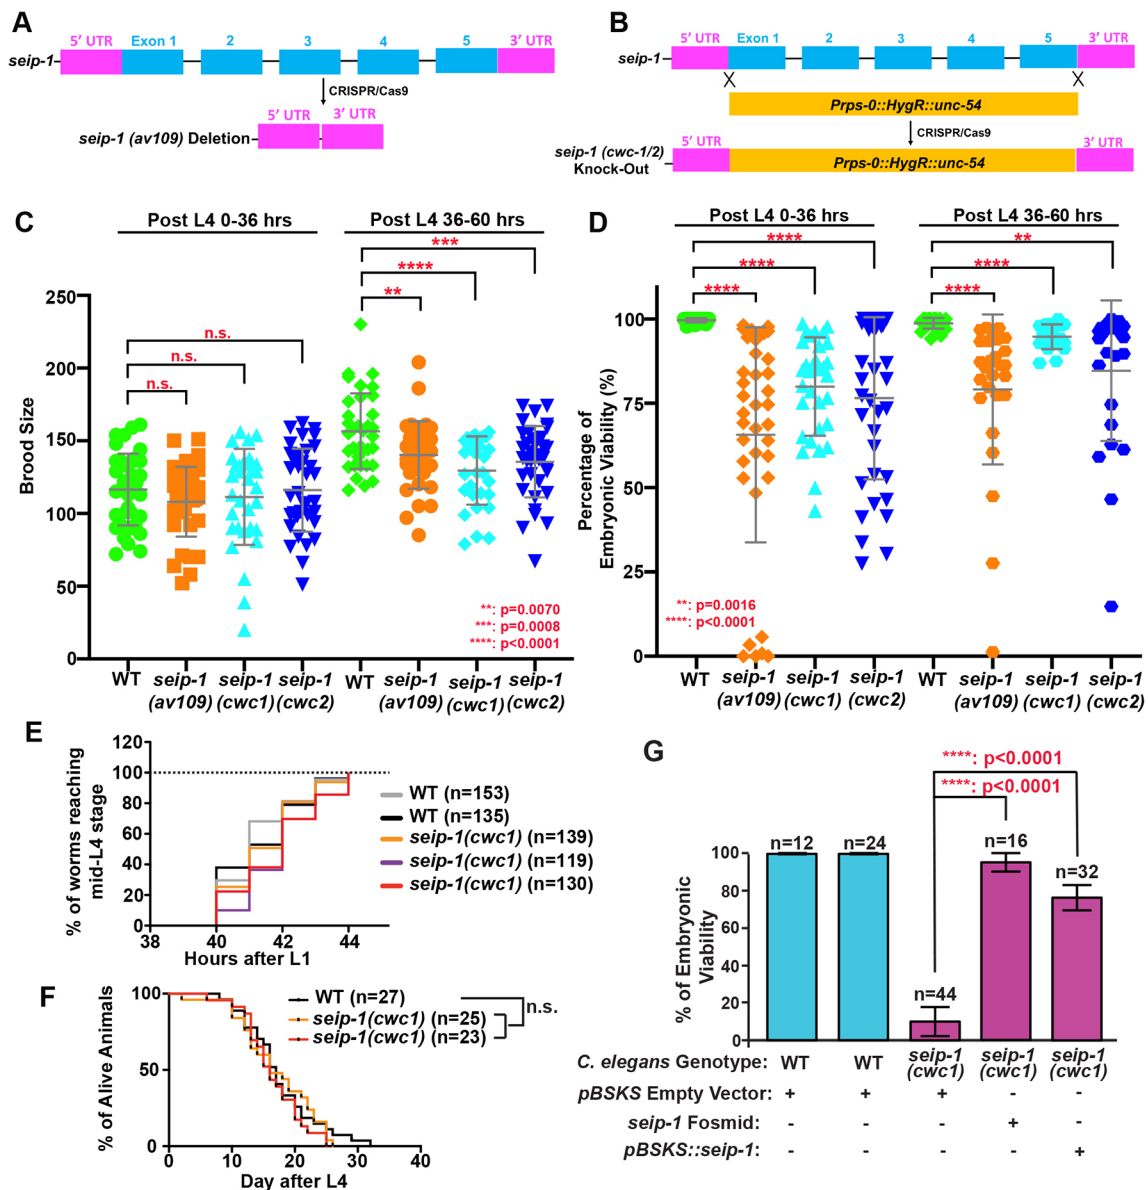 A
5′ UTR Exon 1 2 3 4 5 3′ UTR
seip-1
CRISPR/Cas9
5′ UTR 3′ UTR
seip-1 (av109) Deletion
B
5′ UTR Exon 1 2 3 4 5 3′ UTR
seip-1
Prps-0::HygR::unc-54
CRISPR/Cas9
5′ UTR 3′ UTR
seip-1 (cwc-1/2)
Knock-Out
Prps-0::HygR::unc-54
C
Post L4 0-36 hrs Post L4 36-60 hrs
***
****
**
n.s.
n.s.
n.s.
Brood Size
250
200
150
100
50
0
**: p=0.0070
***: p=0.0008
****: p<0.0001
WT seip-1 seip-1 seip-1 WT seip-1 seip-1 seip-1
(av109) (cwc1) (cwc2) (av109) (cwc1) (cwc2)
D
Post L4 0-36 hrs Post L4 36-60 hrs
**** **
**** ****
**** ****
Percentage of
Embryonic Viability (%)
100
75
50
25
0
**: p=0.0016
****: p<0.0001
WT seip-1 seip-1 seip-1 WT seip-1 seip-1 seip-1
(av109) (cwc1) (cwc2) (av109) (cwc1) (cwc2)
E
% of worms reaching
mid-L4 stage
120
100
80
60
40
20
0
38 40 42 44
Hours after L1
WT (n=153)
WT (n=135)
seip-1(cwc1) (n=139)
seip-1(cwc1) (n=119)
seip-1(cwc1) (n=130)
F
% of Alive Animals
100
50
0
0 10 20 30 40
Day after L4
WT (n=27)
seip-1(cwc1) (n=25)
seip-1(cwc1) (n=23)
n.s.
G
****: p<0.0001
****: p<0.0001
% of Embryonic
Viability
100
80
60
40
20
0
n=12 n=24 n=44 n=16 n=32
C. elegans Genotype: WT WT seip-1 seip-1 seip-1
(cwc1) (cwc1) (cwc1)
pBSKS Empty Vector: + + + - -
seip-1 Fosmid: - - - + -
pBSKS::seip-1: - - - - +